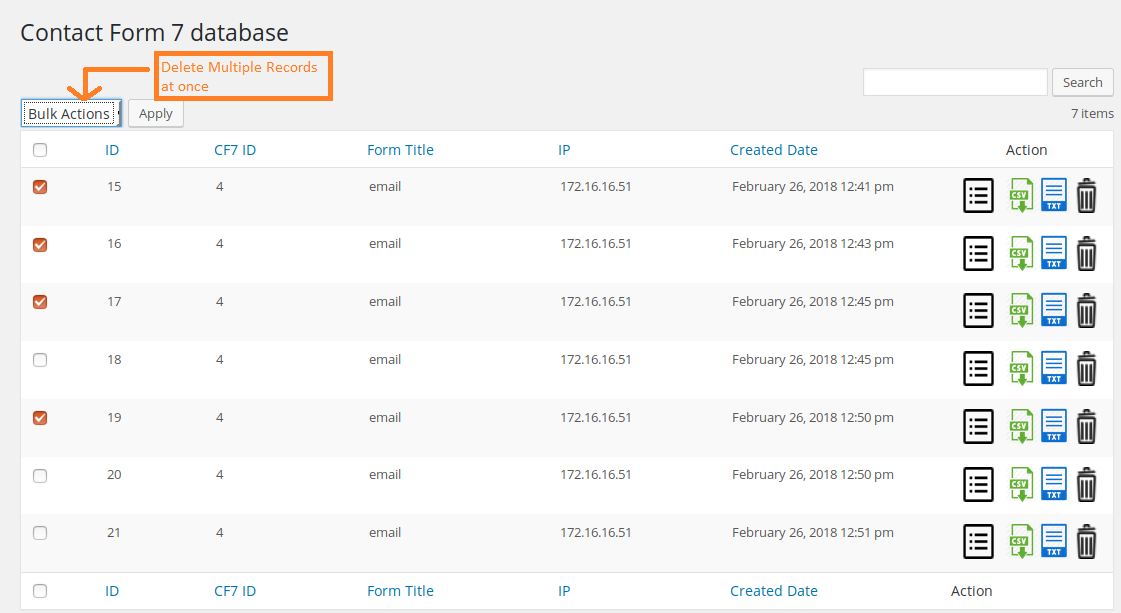 Contact Form 7 database
Delete Multiple Records
at once
Search
Bulk Actions Apply 7 items
ID CF7 ID Form Title IP Created Date Action
15 4 email 172.16.16.51 February 26, 2018 12:41 pm CSV TXT
16 4 email 172.16.16.51 February 26, 2018 12:43 pm CSV TXT
17 4 email 172.16.16.51 February 26, 2018 12:45 pm CSV TXT
18 4 email 172.16.16.51 February 26, 2018 12:45 pm CSV TXT
19 4 email 172.16.16.51 February 26, 2018 12:50 pm CSV TXT
20 4 email 172.16.16.51 February 26, 2018 12:50 pm CSV TXT
21 4 email 172.16.16.51 February 26, 2018 12:51 pm CSV TXT
ID CF7 ID Form Title IP Created Date Action